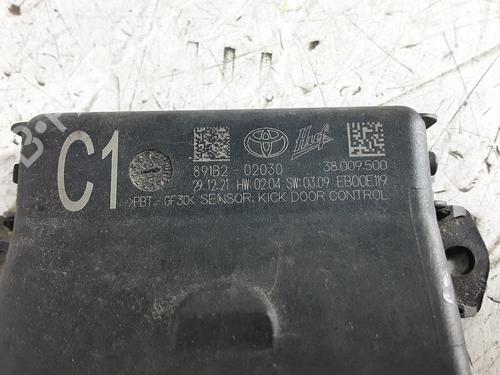 C1
Huf
891B2 - 02030
38.009.500
29.12.21 HW:02.04 SW:03.09 EB00E119
>PBT-GF30< SENSOR, KICK DOOR CONTROL